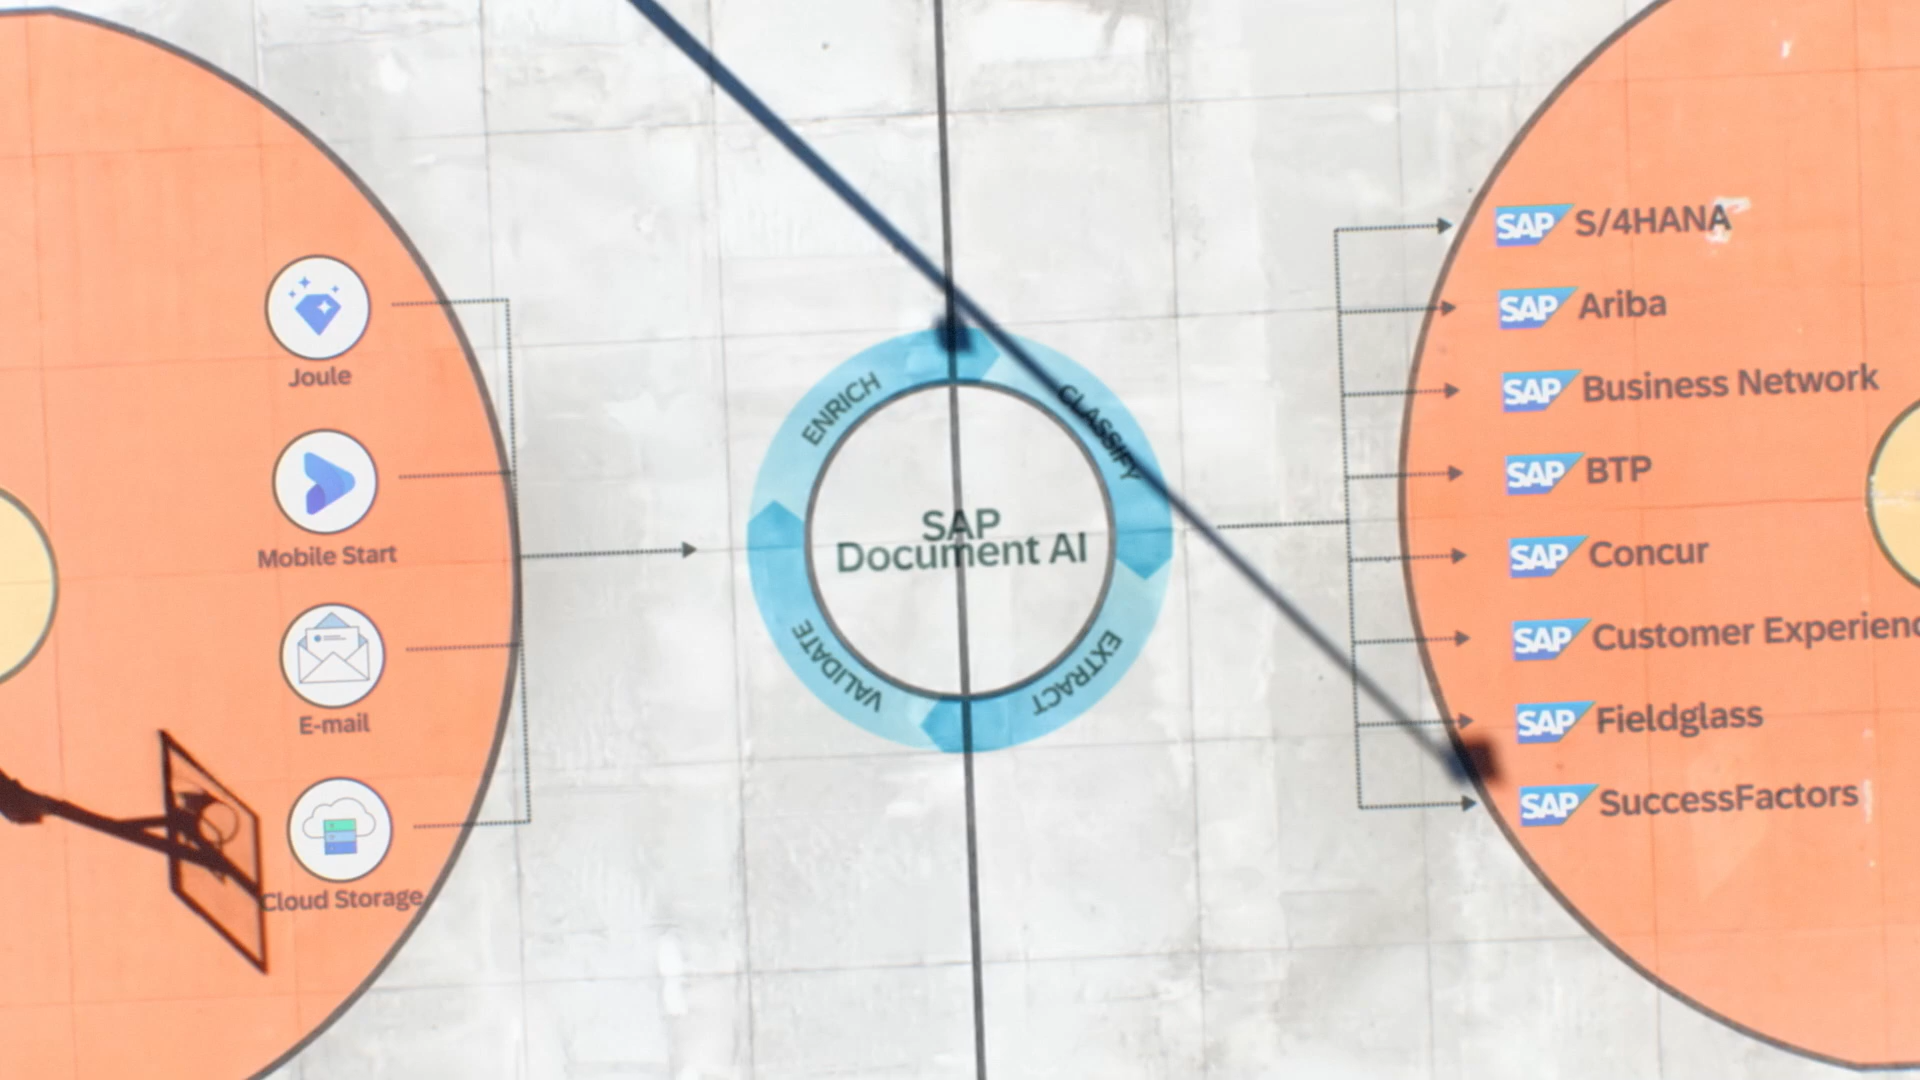 Joule
Mobile Start
E-mail
Cloud Storage
ENRICH
CLASSIFY
EXTRACT
VALIDATE
SAP
Document AI
SAP S/4HANA
SAP Ariba
SAP Business Network
SAP BTP
SAP Concur
SAP Customer Experienc
SAP Fieldglass
SAP SuccessFactors